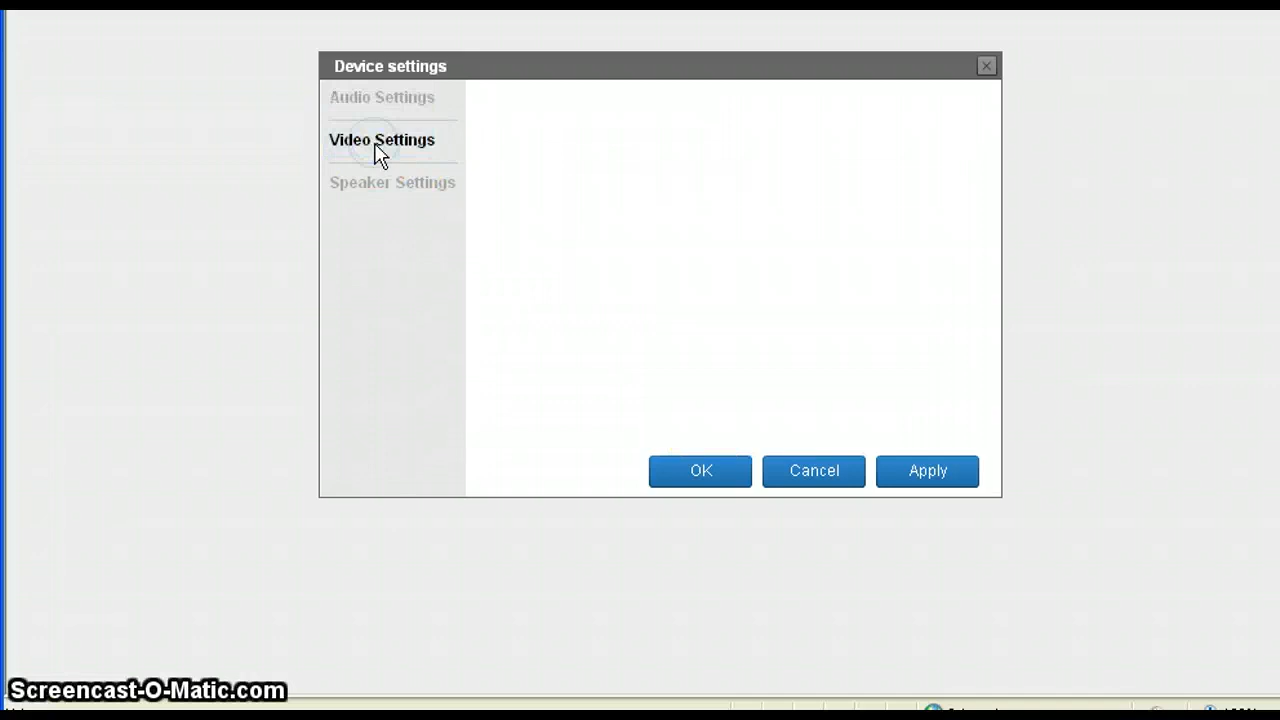 Device settings
Audio Settings
Video Settings
Speaker Settings
OK
Cancel
Apply
Screencast-O-Matic.com